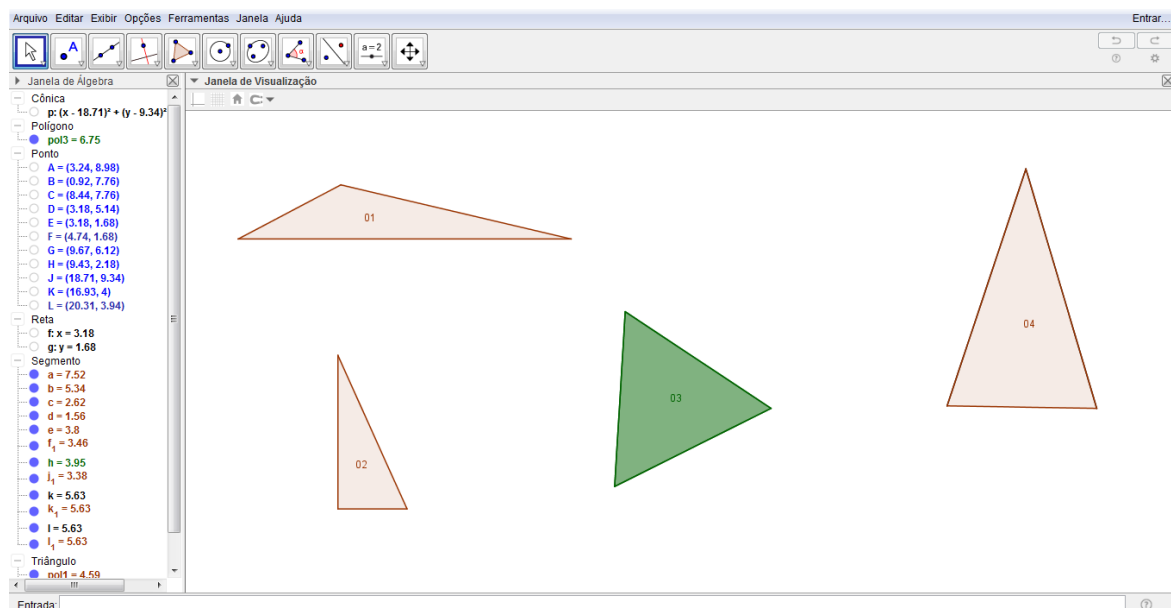 Arquivo Editar Exibir Opções Ferramentas Janela Ajuda
Entrar...
A
α
a=2
Janela de Álgebra
Janela de Visualização
Cônica
p: (x - 18.71)² + (y - 9.34)²
Polígono
pol3 = 6.75
Ponto
A = (3.24, 8.98)
B = (0.92, 7.76)
C = (8.44, 7.76)
D = (3.18, 5.14)
E = (3.18, 1.68)
F = (4.74, 1.68)
G = (9.67, 6.12)
H = (9.43, 2.18)
J = (18.71, 9.34)
K = (16.93, 4)
L = (20.31, 3.94)
Reta
f: x = 3.18
g: y = 1.68
Segmento
a = 7.52
b = 5.34
c = 2.62
d = 1.56
e = 3.8
f₁ = 3.46
h = 3.95
j₁ = 3.38
k = 5.63
k₁ = 5.63
l = 5.63
l₁ = 5.63
Triângulo
pol1 = 4.59
01
02
03
04
Entrada: